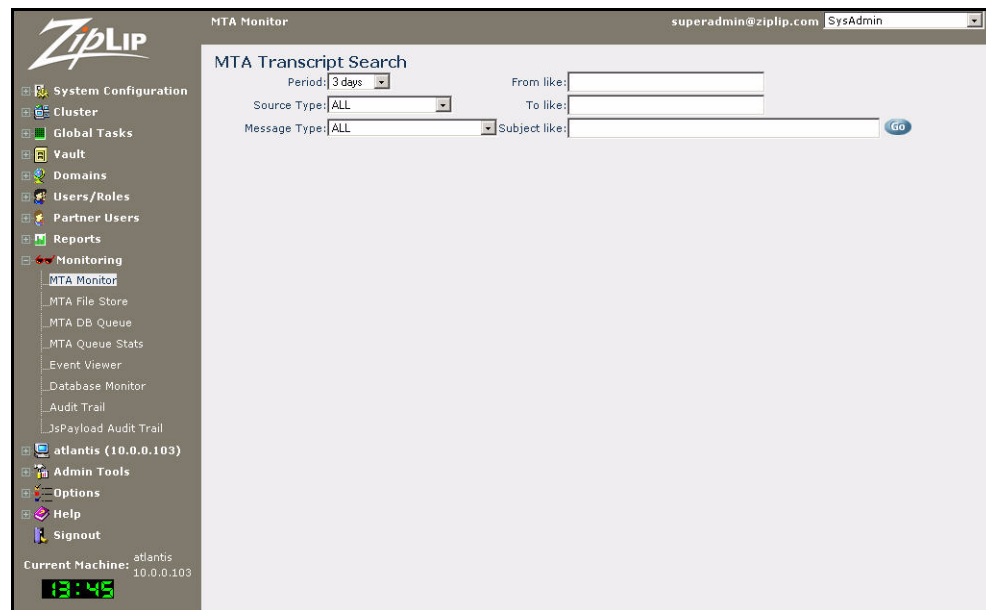 ZIPLIP
MTA Monitor
superadmin@ziplip.com SysAdmin
System Configuration
Cluster
Global Tasks
Vault
Domains
Users/Roles
Partner Users
Reports
Monitoring
MTA Monitor
MTA File Store
MTA DB Queue
MTA Queue Stats
Event Viewer
Database Monitor
Audit Trail
JsPayload Audit Trail
atlantis (10.0.0.103)
Admin Tools
Options
Help
Signout
Current Machine: atlantis
10.0.0.103
13:45
MTA Transcript Search
Period: 3 days From like:
Source Type: ALL To like:
Message Type: ALL Subject like: Go